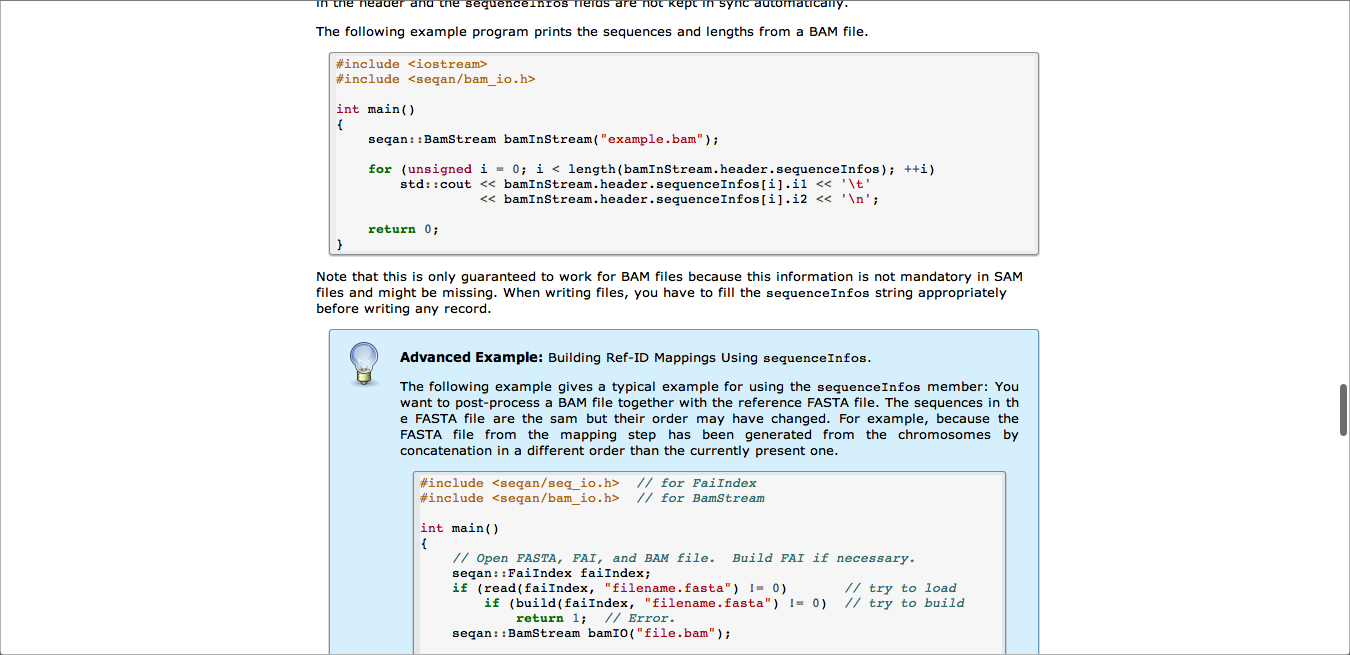 in the header and the sequenceInfos fields are not kept in sync automatically.
The following example program prints the sequences and lengths from a BAM file.
#include <iostream>
#include <seqan/bam_io.h>
int main()
{
    seqan::BamStream bamInStream("example.bam");
    for (unsigned i = 0; i < length(bamInStream.header.sequenceInfos); ++i)
        std::cout << bamInStream.header.sequenceInfos[i].i1 << '\t'
                  << bamInStream.header.sequenceInfos[i].i2 << '\n';
    return 0;
}
Note that this is only guaranteed to work for BAM files because this information is not mandatory in SAM
files and might be missing. When writing files, you have to fill the sequenceInfos string appropriately
before writing any record.
Advanced Example: Building Ref-ID Mappings Using sequenceInfos.
The following example gives a typical example for using the sequenceInfos member: You
want to post-process a BAM file together with the reference FASTA file. The sequences in th
e FASTA file are the sam but their order may have changed. For example, because the
FASTA file from the mapping step has been generated from the chromosomes by
concatenation in a different order than the currently present one.
#include <seqan/seq_io.h>  // for FaiIndex
#include <seqan/bam_io.h>  // for BamStream
int main()
{
    // Open FASTA, FAI, and BAM file.  Build FAI if necessary.
    seqan::FaiIndex faiIndex;
    if (read(faiIndex, "filename.fasta") != 0)       // try to load
        if (build(faiIndex, "filename.fasta") != 0)  // try to build
            return 1;  // Error.
    seqan::BamStream bamIO("file.bam");